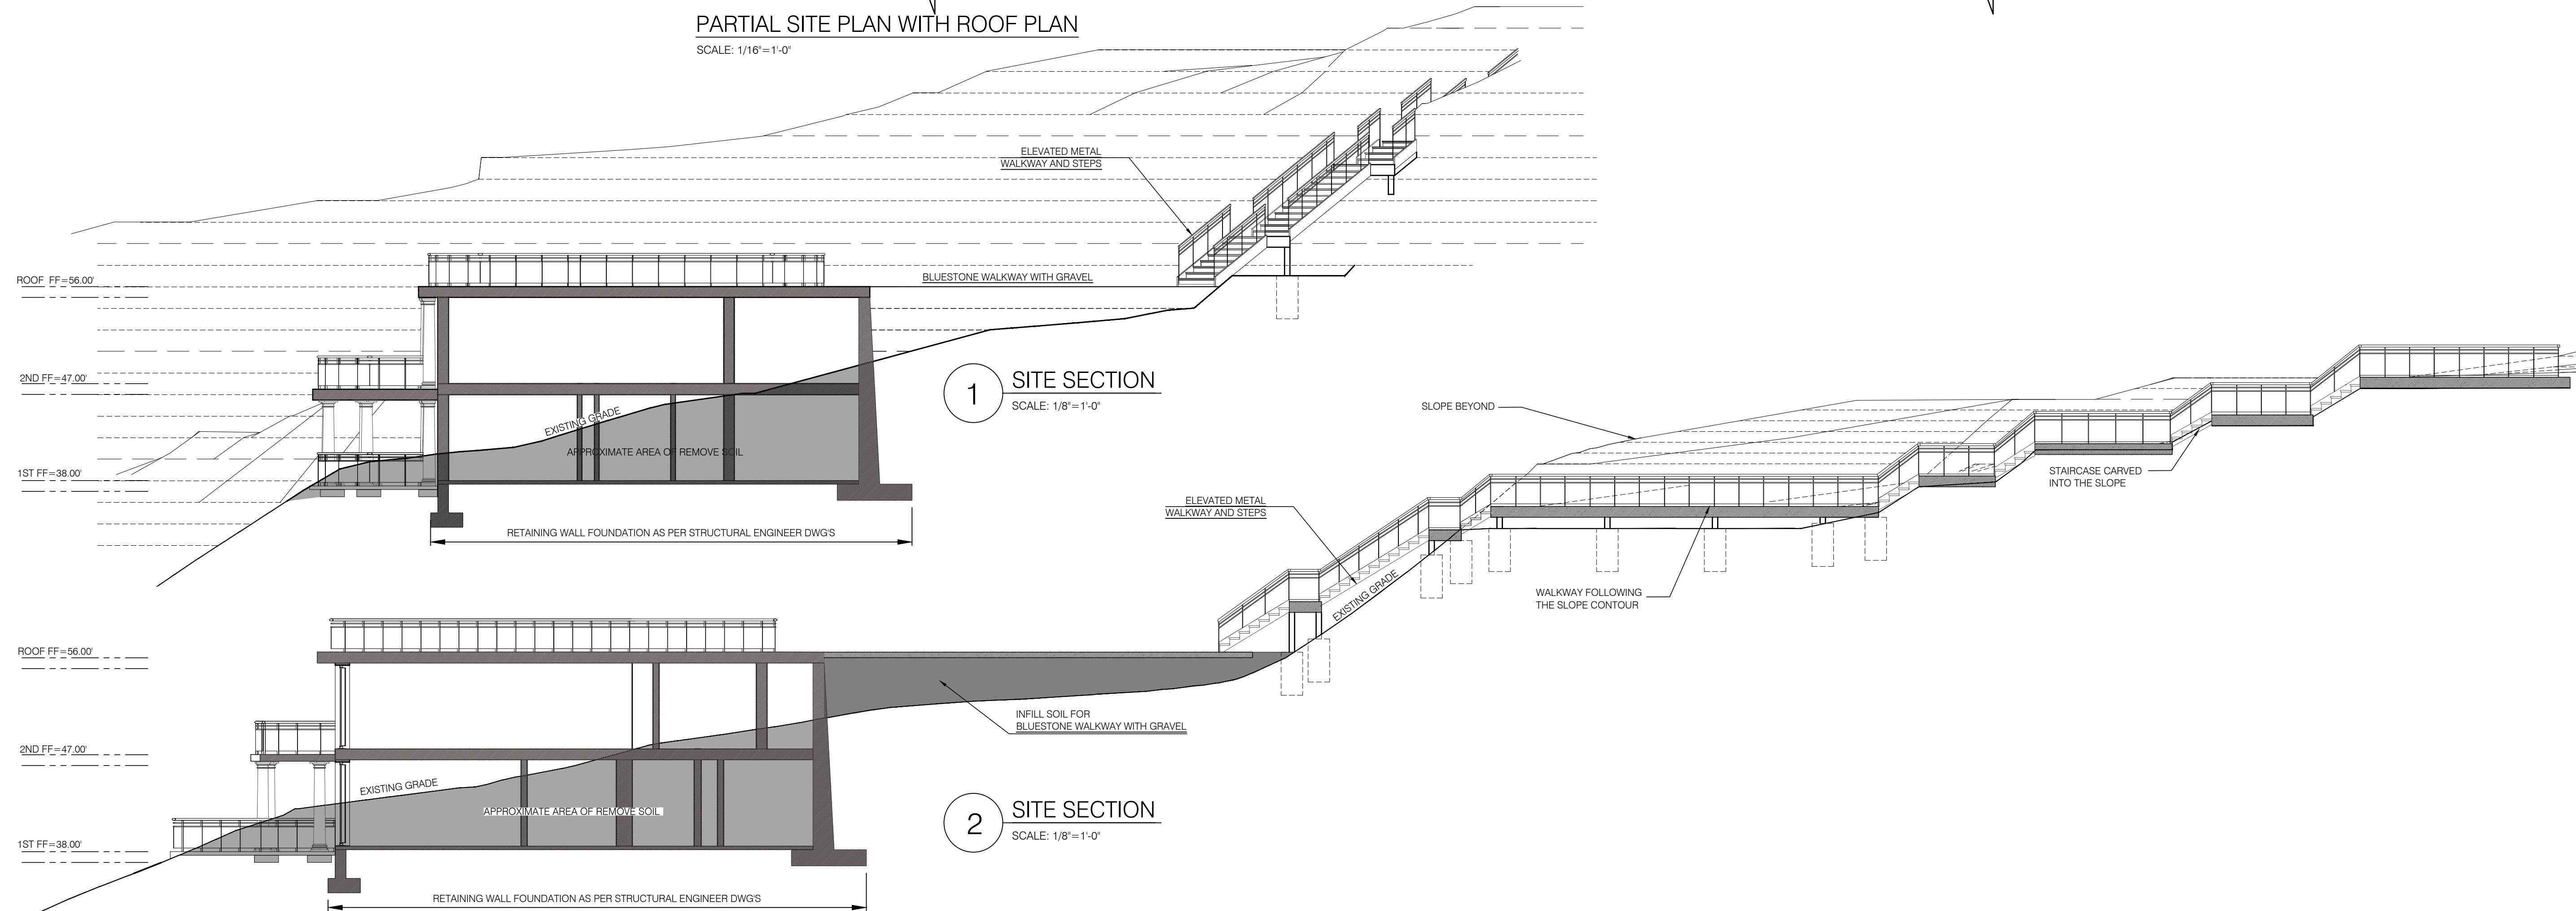 PARTIAL SITE PLAN WITH ROOF PLAN
SCALE: 1/16"=1'-0"
ELEVATED METAL
WALKWAY AND STEPS
ROOF FF=56.00'
BLUESTONE WALKWAY WITH GRAVEL
2ND FF=47.00'
EXISTING GRADE
APPROXIMATE AREA OF REMOVE SOIL
1ST FF=38.00'
RETAINING WALL FOUNDATION AS PER STRUCTURAL ENGINEER DWG'S
1
SITE SECTION
SCALE: 1/8"=1'-0"
SLOPE BEYOND
STAIRCASE CARVED
INTO THE SLOPE
ELEVATED METAL
WALKWAY AND STEPS
EXISTING GRADE
WALKWAY FOLLOWING
THE SLOPE CONTOUR
ROOF FF=56.00'
INFILL SOIL FOR
BLUESTONE WALKWAY WITH GRAVEL
2ND FF=47.00'
EXISTING GRADE
APPROXIMATE AREA OF REMOVE SOIL
1ST FF=38.00'
RETAINING WALL FOUNDATION AS PER STRUCTURAL ENGINEER DWG'S
2
SITE SECTION
SCALE: 1/8"=1'-0"